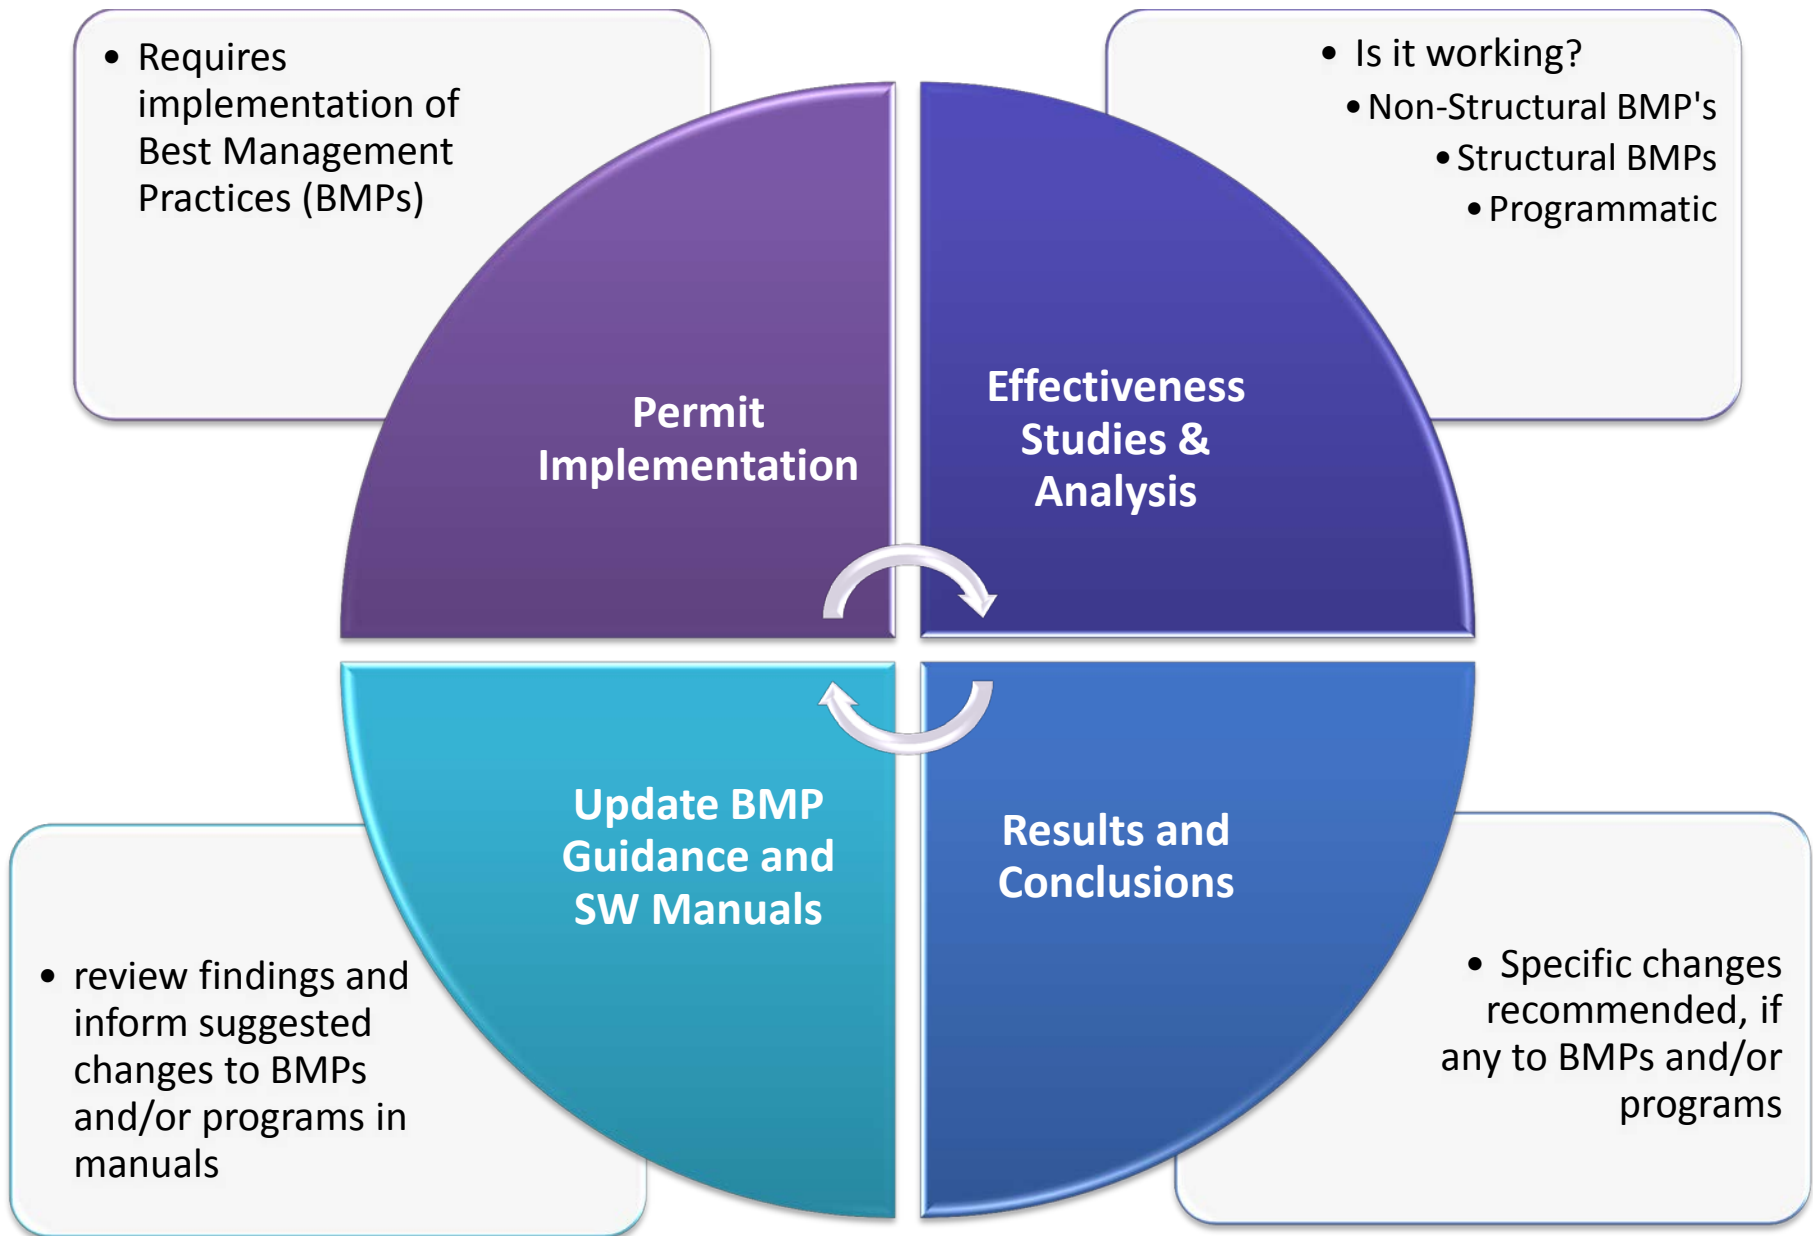 • Requires
implementation of
Best Management
Practices (BMPs)
• Is it working?
• Non-Structural BMP's
• Structural BMPs
• Programmatic
Permit
Implementation
Effectiveness
Studies &
Analysis
Update BMP
Guidance and
SW Manuals
Results and
Conclusions
• review findings and
inform suggested
changes to BMPs
and/or programs in
manuals
• Specific changes
recommended, if
any to BMPs and/or
programs